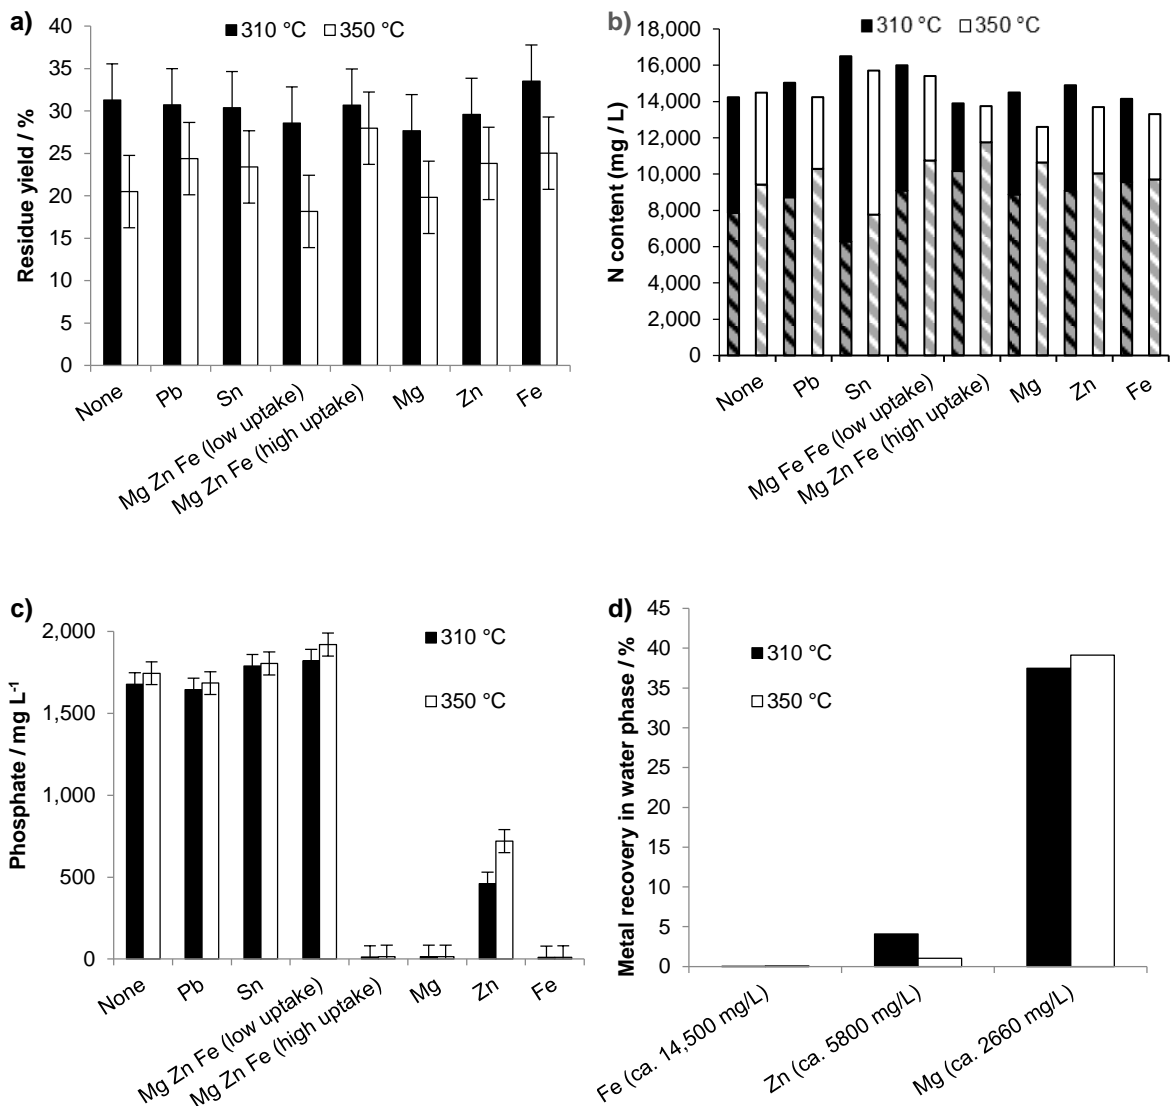 a)
310 °C 350 °C
Residue yield / %
40
35
30
25
20
15
10
5
0
None
Pb
Sn
Mg Zn Fe (low uptake)
Mg Zn Fe (high uptake)
Mg
Zn
Fe
b)
310 °C 350 °C
N content (mg / L)
18,000
16,000
14,000
12,000
10,000
8,000
6,000
4,000
2,000
0
None
Pb
Sn
Mg Fe Fe (low uptake)
Mg Zn Fe (high uptake)
Mg
Zn
Fe
c)
310 °C
350 °C
Phosphate / mg L-1
2,000
1,500
1,000
500
0
None
Pb
Sn
Mg Zn Fe (low uptake)
Mg Zn Fe (high uptake)
Mg
Zn
Fe
d)
310 °C
350 °C
Metal recovery in water phase / %
45
40
35
30
25
20
15
10
5
0
Fe (ca. 14,500 mg/L)
Zn (ca. 5800 mg/L)
Mg (ca. 2660 mg/L)